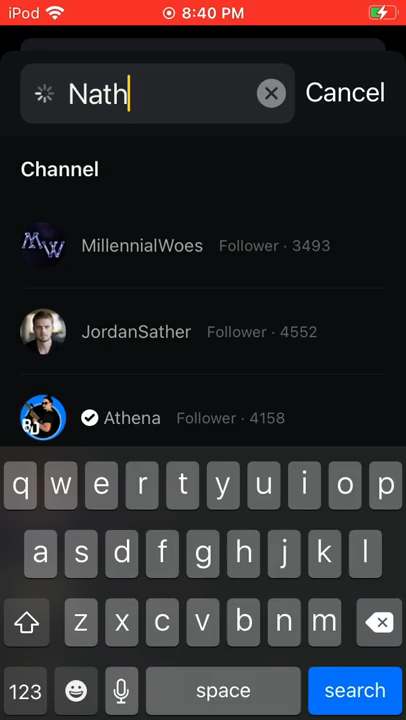 iPod 8:40 PM
Nath Cancel
Channel
MW MillennialWoes Follower · 3493
JordanSather Follower · 4552
Athena Follower · 4158
q w e r t y u i o p
a s d f g h j k l
z x c v b n m
123 space search